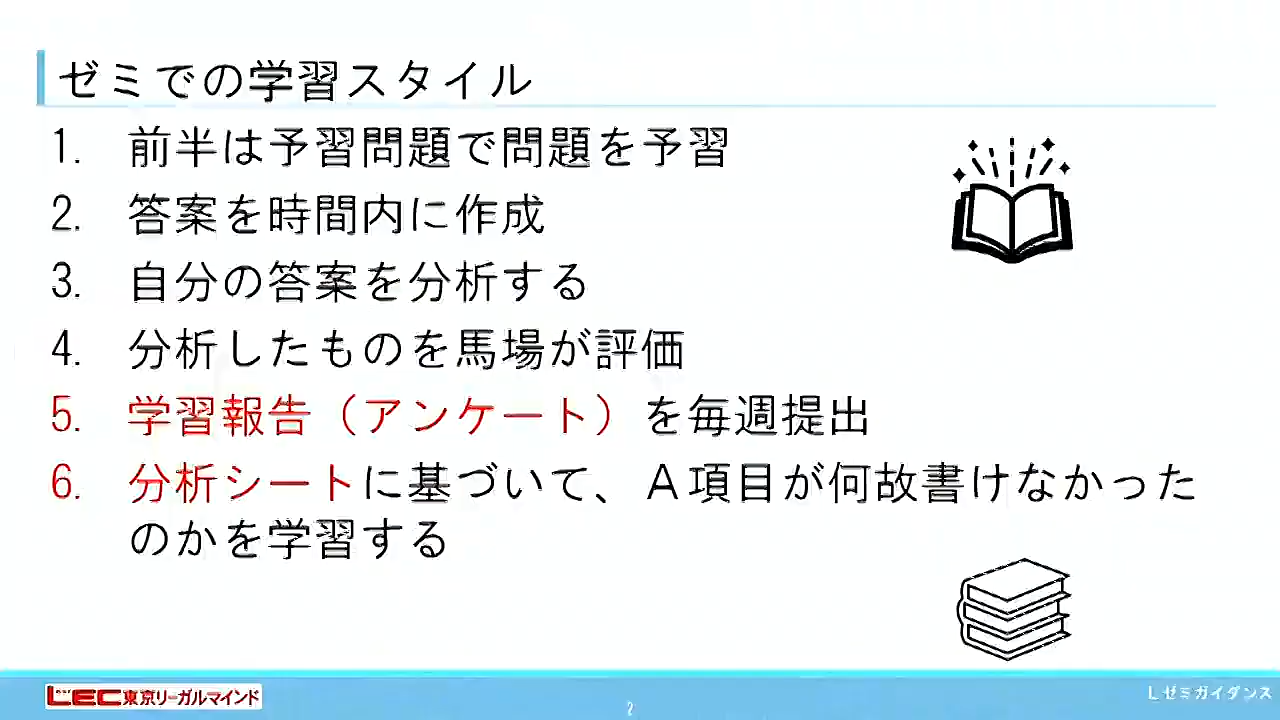 ゼミでの学習スタイル
1. 前半は予習問題で問題を予習
2. 答案を時間内に作成
3. 自分の答案を分析する
4. 分析したものを馬場が評価
5. 学習報告（アンケート）を毎週提出
6. 分析シートに基づいて、Ａ項目が何故書けなかった
のかを学習する
LEC東京リーガルマインド
2
Ｌゼミガイダンス